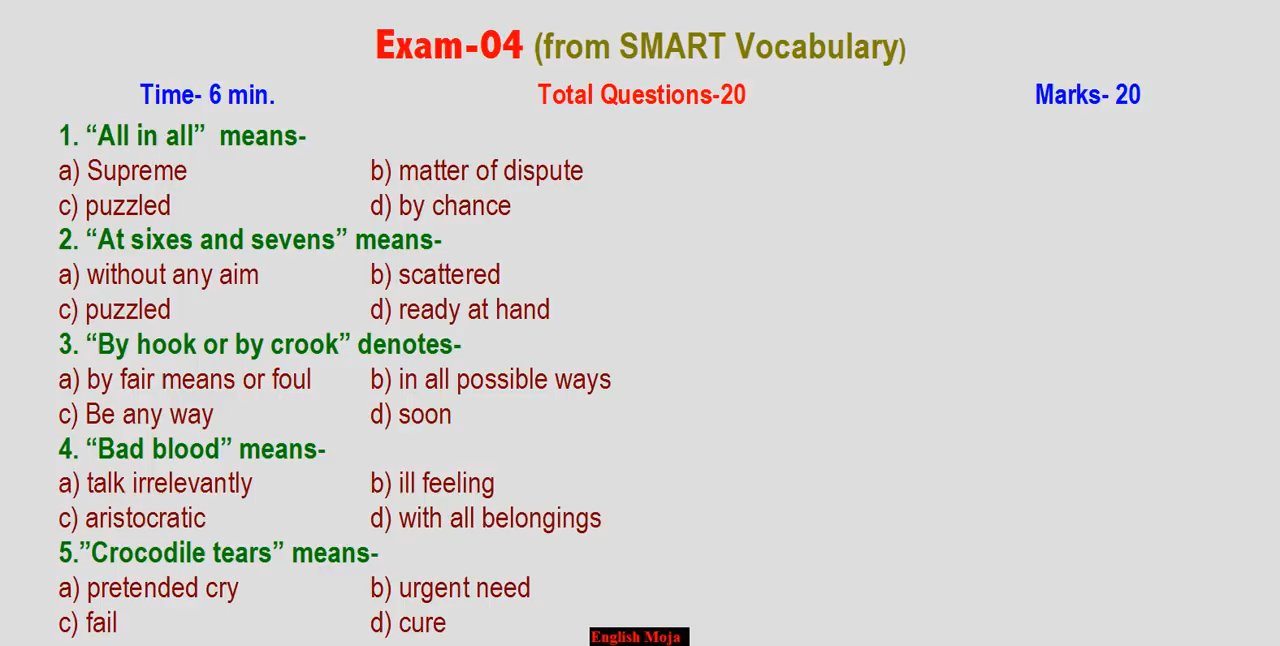 Exam-04 (from SMART Vocabulary)
Time- 6 min. Total Questions-20 Marks- 20
1. “All in all” means-
a) Supreme b) matter of dispute
c) puzzled d) by chance
2. “At sixes and sevens” means-
a) without any aim b) scattered
c) puzzled d) ready at hand
3. “By hook or by crook” denotes-
a) by fair means or foul b) in all possible ways
c) Be any way d) soon
4. “Bad blood” means-
a) talk irrelevantly b) ill feeling
c) aristocratic d) with all belongings
5.”Crocodile tears” means-
a) pretended cry b) urgent need
c) fail d) cure
English Moja